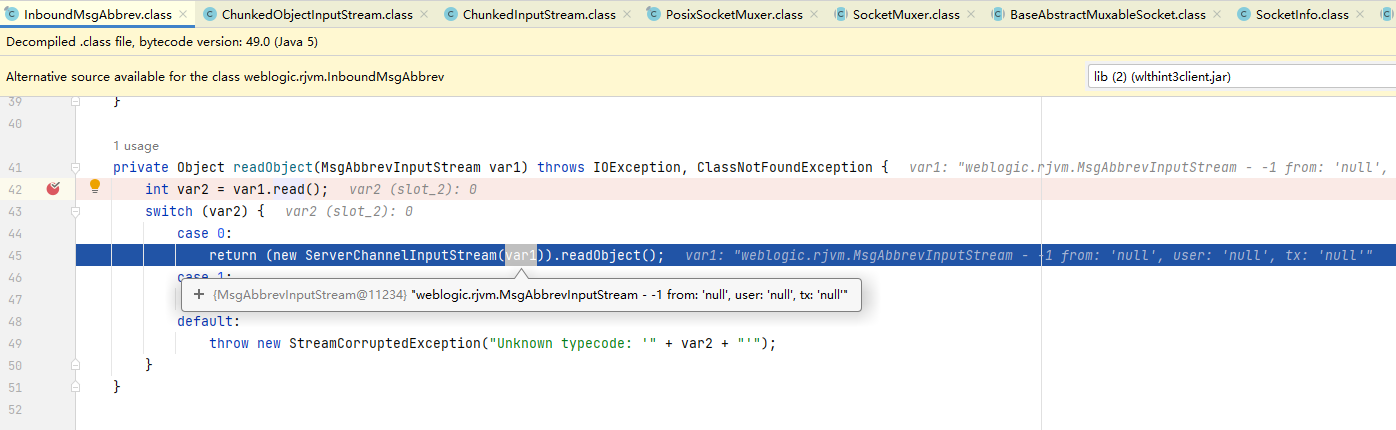 InboundMsgAbbrev.class × ChunkedObjectInputStream.class × ChunkedInputStream.class × PosixSocketMuxer.class × SocketMuxer.class × BaseAbstractMuxableSocket.class × SocketInfo.class ×
Decompiled .class file, bytecode version: 49.0 (Java 5)
Alternative source available for the class weblogic.rjvm.InboundMsgAbbrev lib (2) (wlthint3client.jar)
39 }
40
1 usage
41 private Object readObject(MsgAbbrevInputStream var1) throws IOException, ClassNotFoundException { var1: "weblogic.rjvm.MsgAbbrevInputStream - -1 from: 'null',
42 int var2 = var1.read(); var2 (slot_2): 0
43 switch (var2) { var2 (slot_2): 0
44 case 0:
45 return (new ServerChannelInputStream(var1)).readObject(); var1: "weblogic.rjvm.MsgAbbrevInputStream - -1 from: 'null', user: 'null', tx: 'null'"
46 case 1:
47 + {MsgAbbrevInputStream@11234} "weblogic.rjvm.MsgAbbrevInputStream - -1 from: 'null', user: 'null', tx: 'null'"
48 default:
49 throw new StreamCorruptedException("Unknown typecode: '" + var2 + "'");
50 }
51 }
52